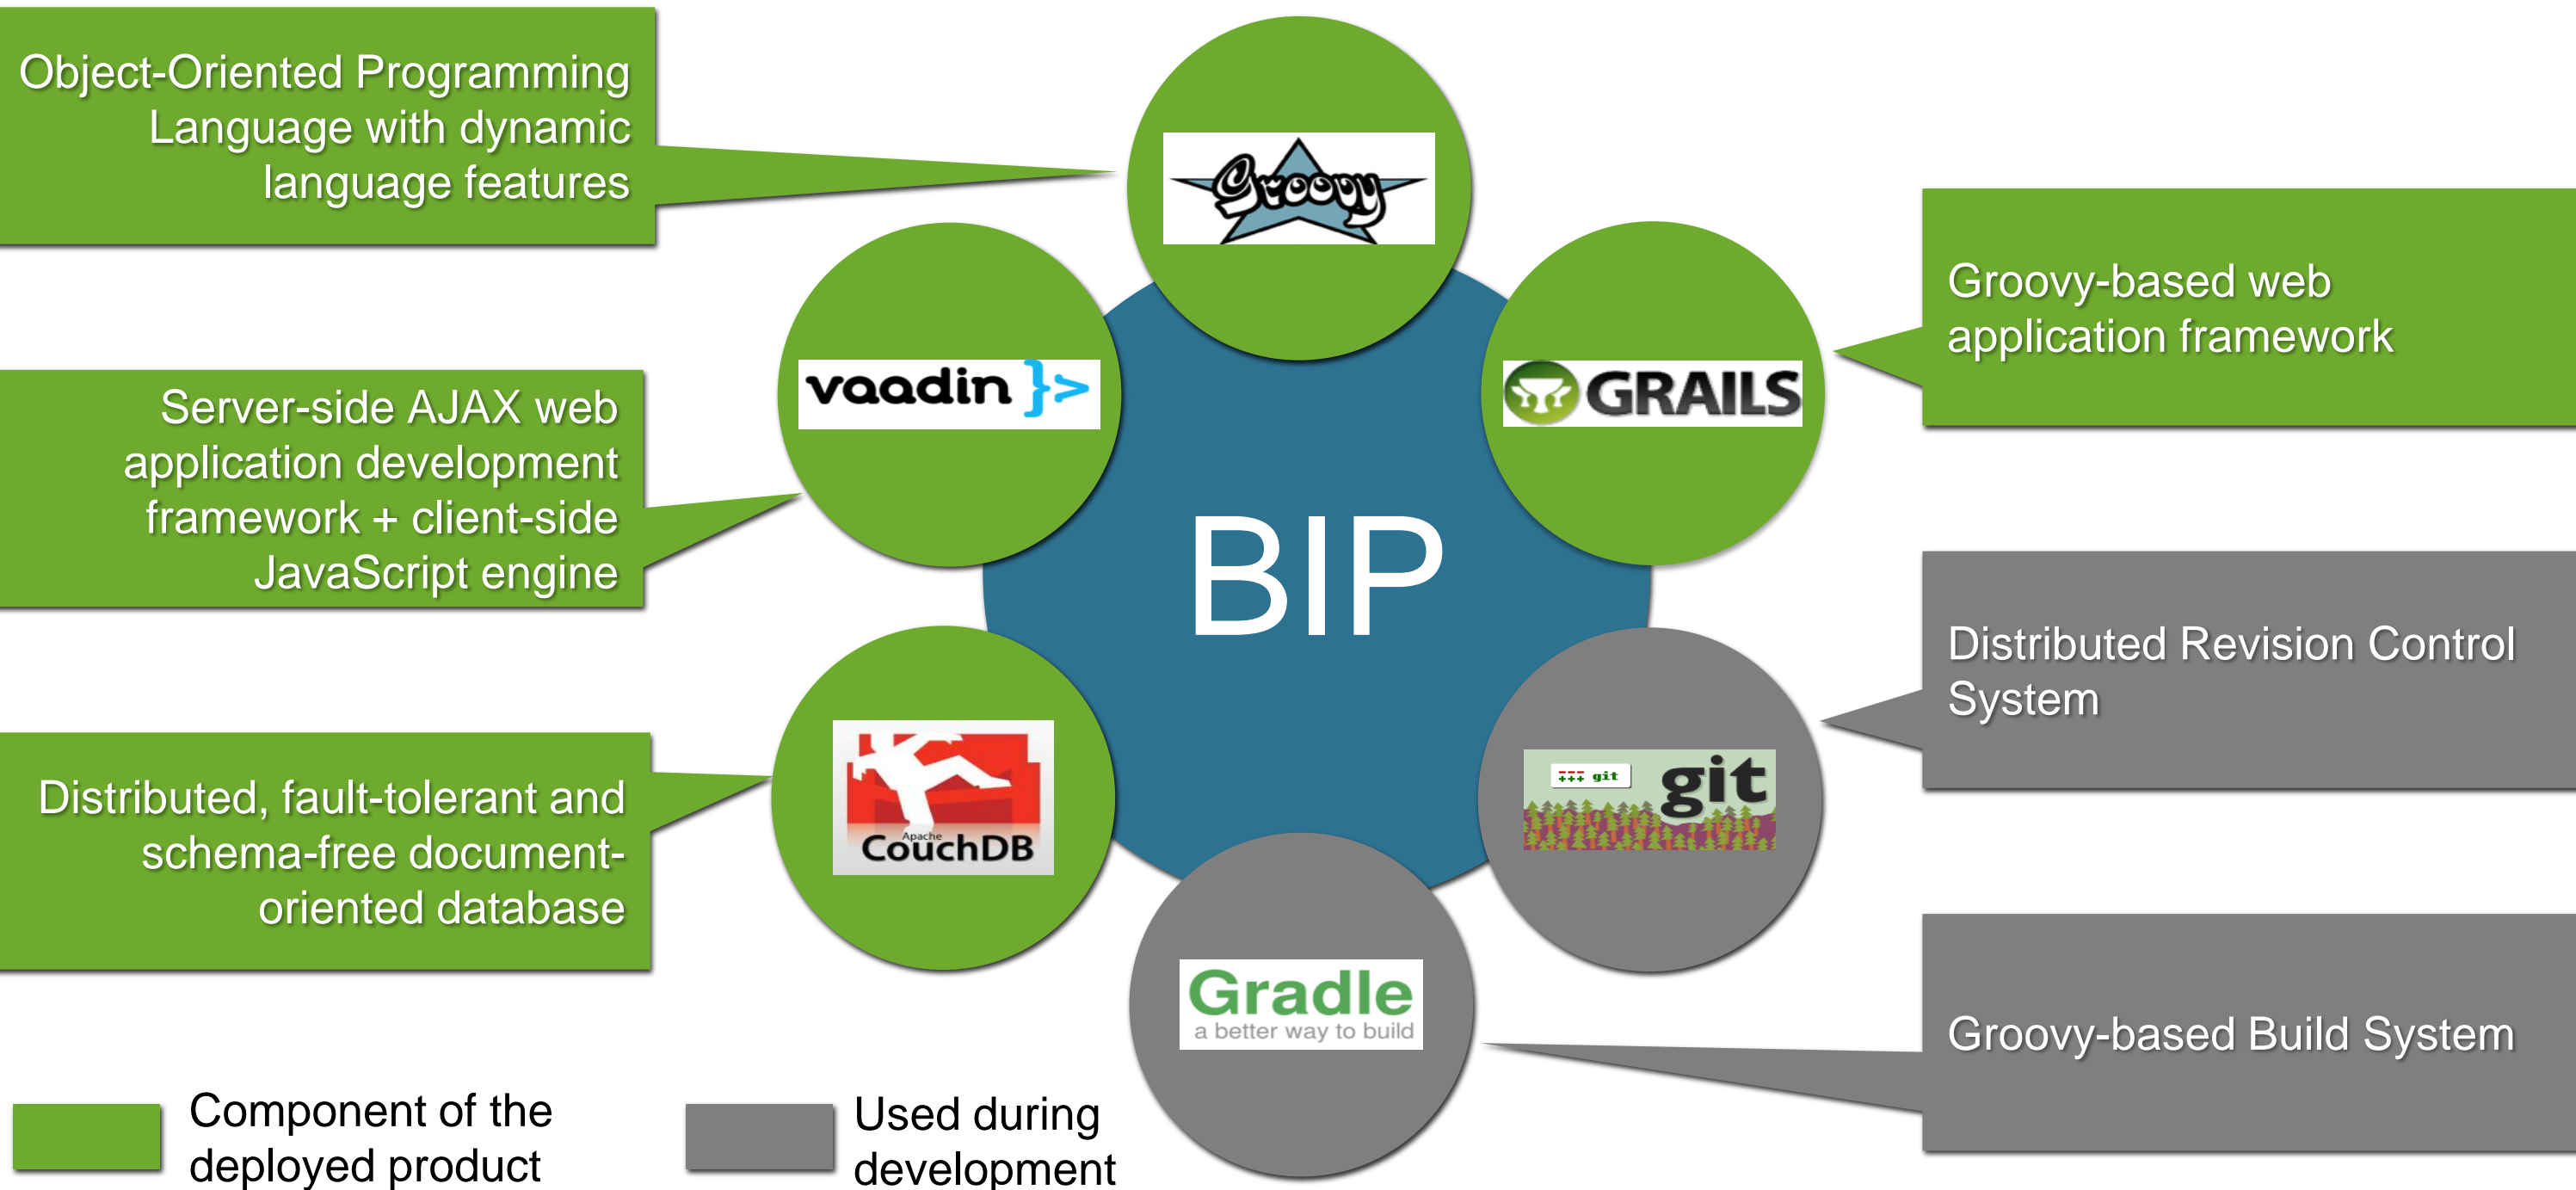 Object-Oriented Programming
Language with dynamic
language features
Groovy
Groovy-based web
application framework
vaadin }>
GRAILS
Server-side AJAX web
application development
framework + client-side
JavaScript engine
BIP
Distributed Revision Control
System
Distributed, fault-tolerant and
schema-free document-
oriented database
Apache
CouchDB
--- +++ git
git
Gradle
a better way to build
Groovy-based Build System
Component of the
deployed product
Used during
development